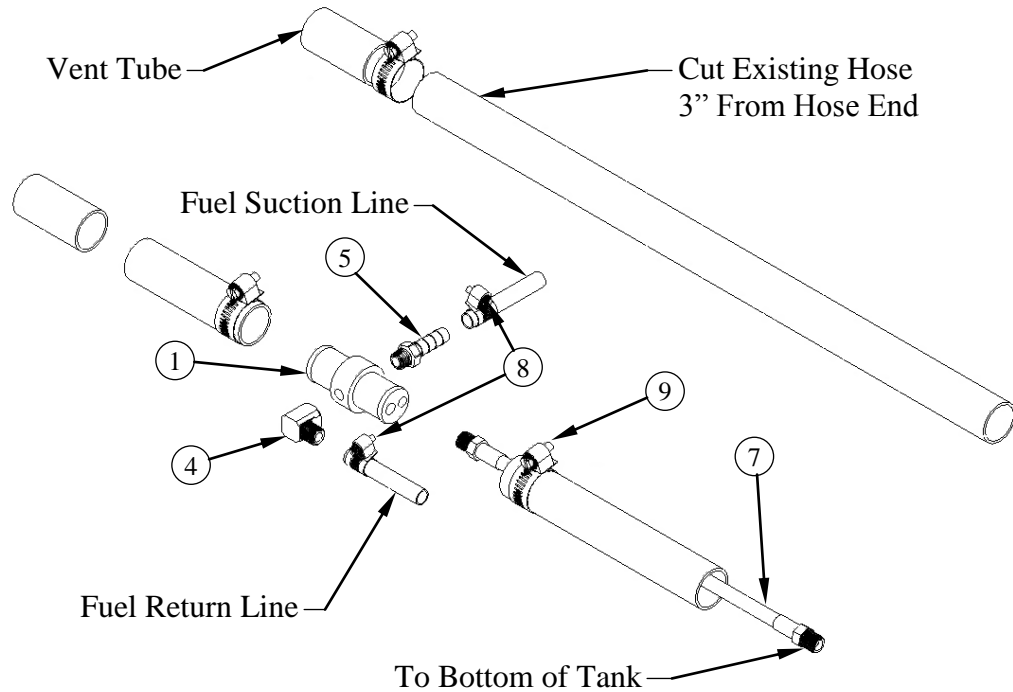 Vent Tube
Cut Existing Hose
3” From Hose End
Fuel Suction Line
5
1
8
9
4
7
Fuel Return Line
To Bottom of Tank